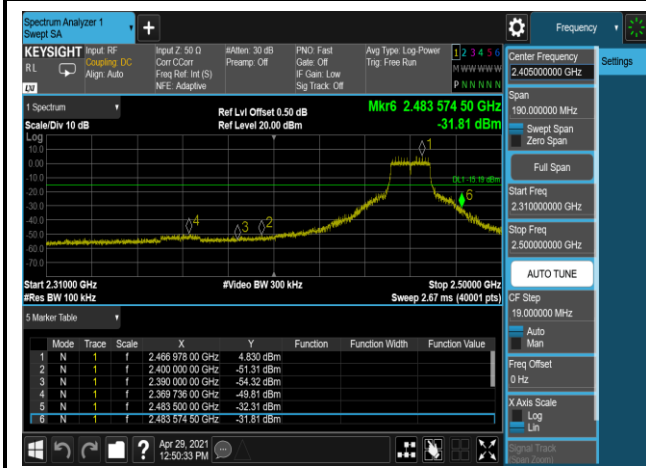 Spectrum Analyzer 1
Swept SA
+
Frequency
KEYSIGHT Input: RF
RL
Coupling: DC
Align: Auto
Input Z: 50 Ω
Corr CCorr
Freq Ref: Int (S)
NFE: Adaptive
#Atten: 30 dB
Preamp: Off
PNO: Fast
Gate: Off
IF Gain: Low
Sig Track: Off
Avg Type: Log-Power
Trig: Free Run
1 2 3 4 5 6
M W W W W W
P N N N N N
LXI
1 Spectrum
Scale/Div 10 dB
Log
Ref Lvl Offset 0.50 dB
Ref Level 20.00 dBm
Mkr6 2.483 574 50 GHz
-31.81 dBm
10.0
0.00
-10.0
-20.0
-30.0
-40.0
-50.0
-60.0
-70.0
1
DL1 -15.19 dBm
6
4
3
2
Start 2.31000 GHz
#Res BW 100 kHz
#Video BW 300 kHz
Stop 2.50000 GHz
Sweep 2.67 ms (40001 pts)
5 Marker Table
Mode Trace Scale X Y Function Function Width Function Value
1 N 1 f 2.466 978 00 GHz 4.830 dBm
2 N 1 f 2.400 000 00 GHz -51.31 dBm
3 N 1 f 2.390 000 00 GHz -54.32 dBm
4 N 1 f 2.369 736 00 GHz -49.81 dBm
5 N 1 f 2.483 500 00 GHz -32.31 dBm
6 N 1 f 2.483 574 50 GHz -31.81 dBm
?
Apr 29, 2021
12:50:33 PM
Center Frequency
2.405000000 GHz
Settings
Span
190.000000 MHz
Swept Span
Zero Span
Full Span
Start Freq
2.310000000 GHz
Stop Freq
2.500000000 GHz
AUTO TUNE
CF Step
19.000000 MHz
Auto
Man
Freq Offset
0 Hz
X Axis Scale
Log
Lin
Signal Track
(Span Zoom)